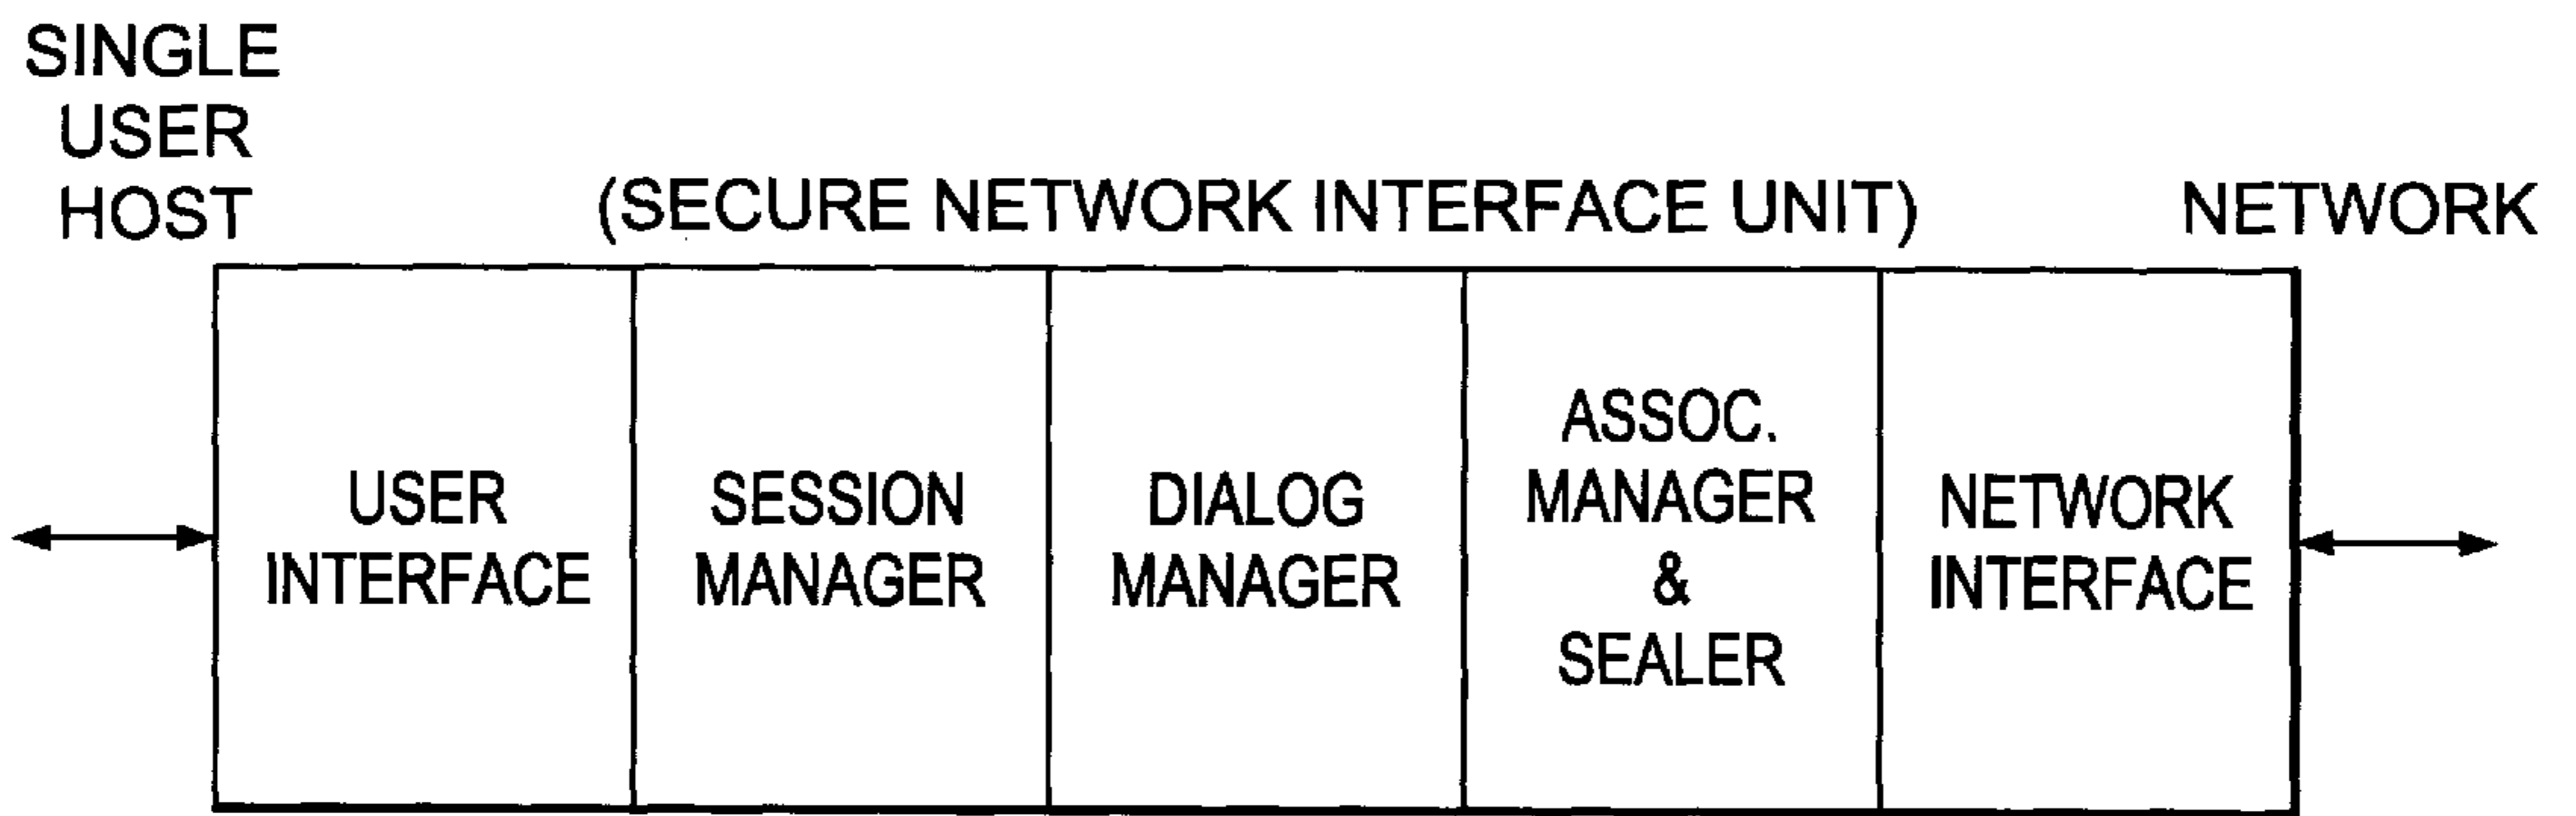 SINGLE
USER
HOST
(SECURE NETWORK INTERFACE UNIT)
NETWORK
USER
INTERFACE
SESSION
MANAGER
DIALOG
MANAGER
ASSOC.
MANAGER
&
SEALER
NETWORK
INTERFACE